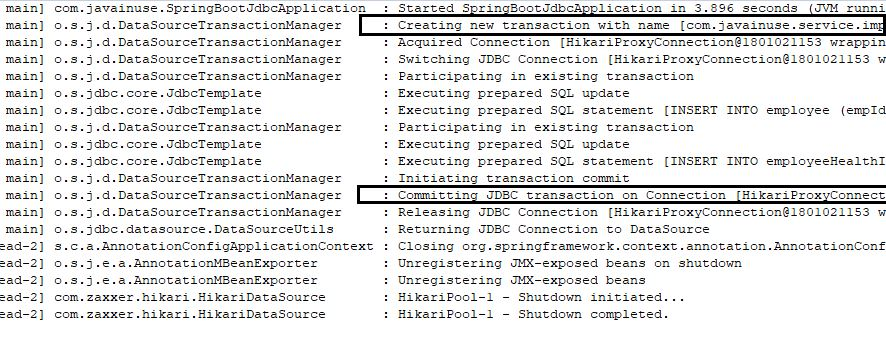 main] com.javainuse.SpringBootJdbcApplication : Started SpringBootJdbcApplication in 3.896 seconds (JVM runni
main] o.s.j.d.DataSourceTransactionManager : Creating new transaction with name [com.javainuse.service.imp
main] o.s.j.d.DataSourceTransactionManager : Acquired Connection [HikariProxyConnection@1801021153 wrappin
main] o.s.j.d.DataSourceTransactionManager : Switching JDBC Connection [HikariProxyConnection@1801021153 w
main] o.s.j.d.DataSourceTransactionManager : Participating in existing transaction
main] o.s.jdbc.core.JdbcTemplate : Executing prepared SQL update
main] o.s.jdbc.core.JdbcTemplate : Executing prepared SQL statement [INSERT INTO employee (empId
main] o.s.j.d.DataSourceTransactionManager : Participating in existing transaction
main] o.s.jdbc.core.JdbcTemplate : Executing prepared SQL update
main] o.s.jdbc.core.JdbcTemplate : Executing prepared SQL statement [INSERT INTO employeeHealthI
main] o.s.j.d.DataSourceTransactionManager : Initiating transaction commit
main] o.s.j.d.DataSourceTransactionManager : Committing JDBC transaction on Connection [HikariProxyConnect
main] o.s.j.d.DataSourceTransactionManager : Releasing JDBC Connection [HikariProxyConnection@1801021153 w
main] o.s.jdbc.datasource.DataSourceUtils : Returning JDBC Connection to DataSource
ead-2] s.c.a.AnnotationConfigApplicationContext : Closing org.springframework.context.annotation.AnnotationConf
ead-2] o.s.j.e.a.AnnotationMBeanExporter : Unregistering JMX-exposed beans on shutdown
ead-2] o.s.j.e.a.AnnotationMBeanExporter : Unregistering JMX-exposed beans
ead-2] com.zaxxer.hikari.HikariDataSource : HikariPool-1 - Shutdown initiated...
ead-2] com.zaxxer.hikari.HikariDataSource : HikariPool-1 - Shutdown completed.